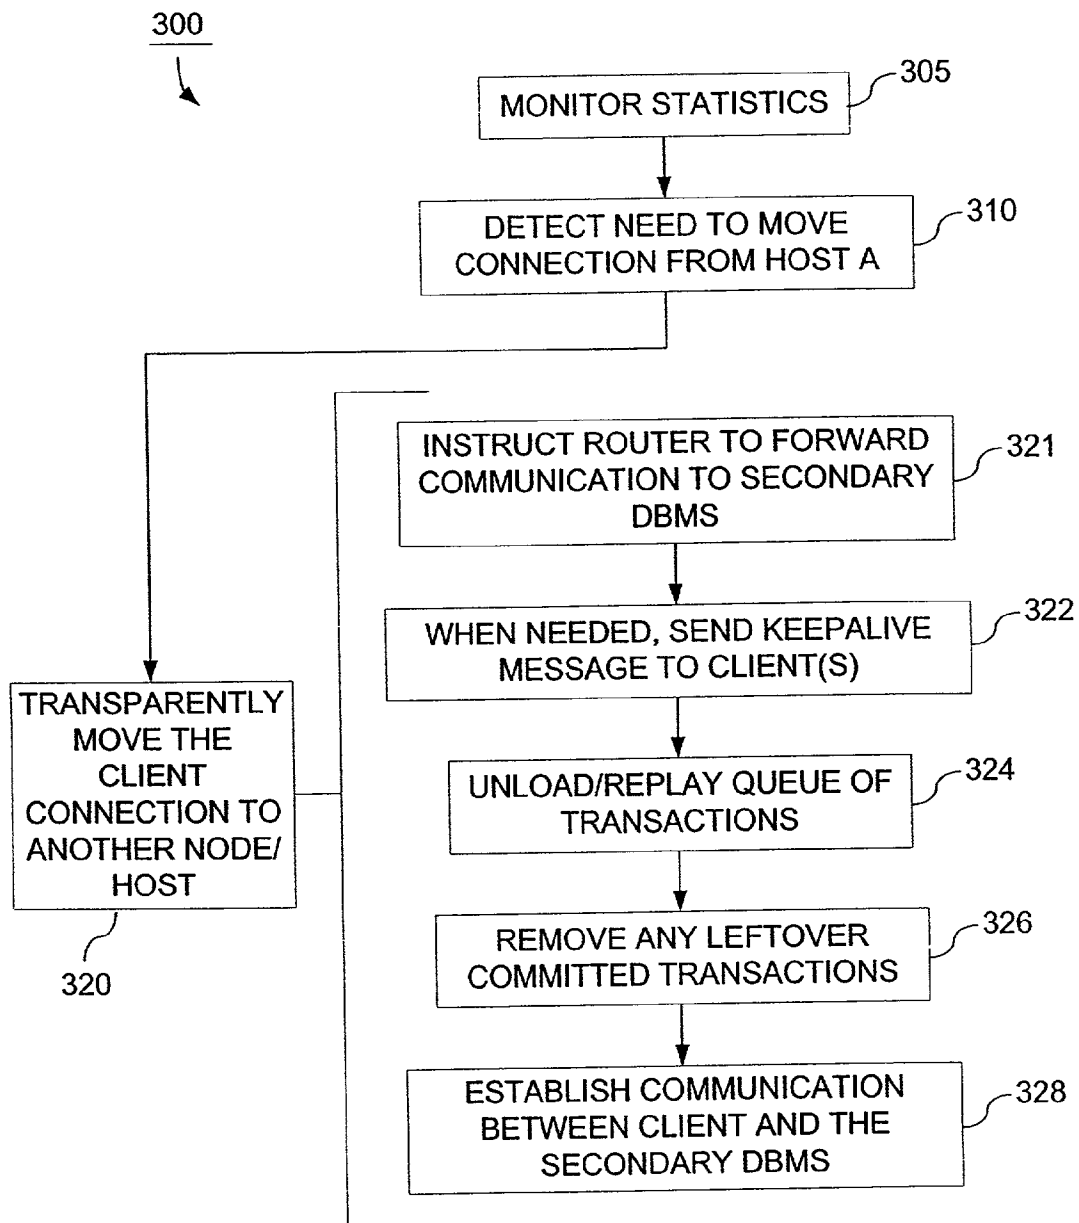 300
305
MONITOR STATISTICS
310
DETECT NEED TO MOVE
CONNECTION FROM HOST A
321
INSTRUCT ROUTER TO FORWARD
COMMUNICATION TO SECONDARY
DBMS
322
WHEN NEEDED, SEND KEEPALIVE
MESSAGE TO CLIENT(S)
TRANSPARENTLY
MOVE THE
CLIENT
CONNECTION TO
ANOTHER NODE/
HOST
320
324
UNLOAD/REPLAY QUEUE OF
TRANSACTIONS
326
REMOVE ANY LEFTOVER
COMMITTED TRANSACTIONS
328
ESTABLISH COMMUNICATION
BETWEEN CLIENT AND THE
SECONDARY DBMS